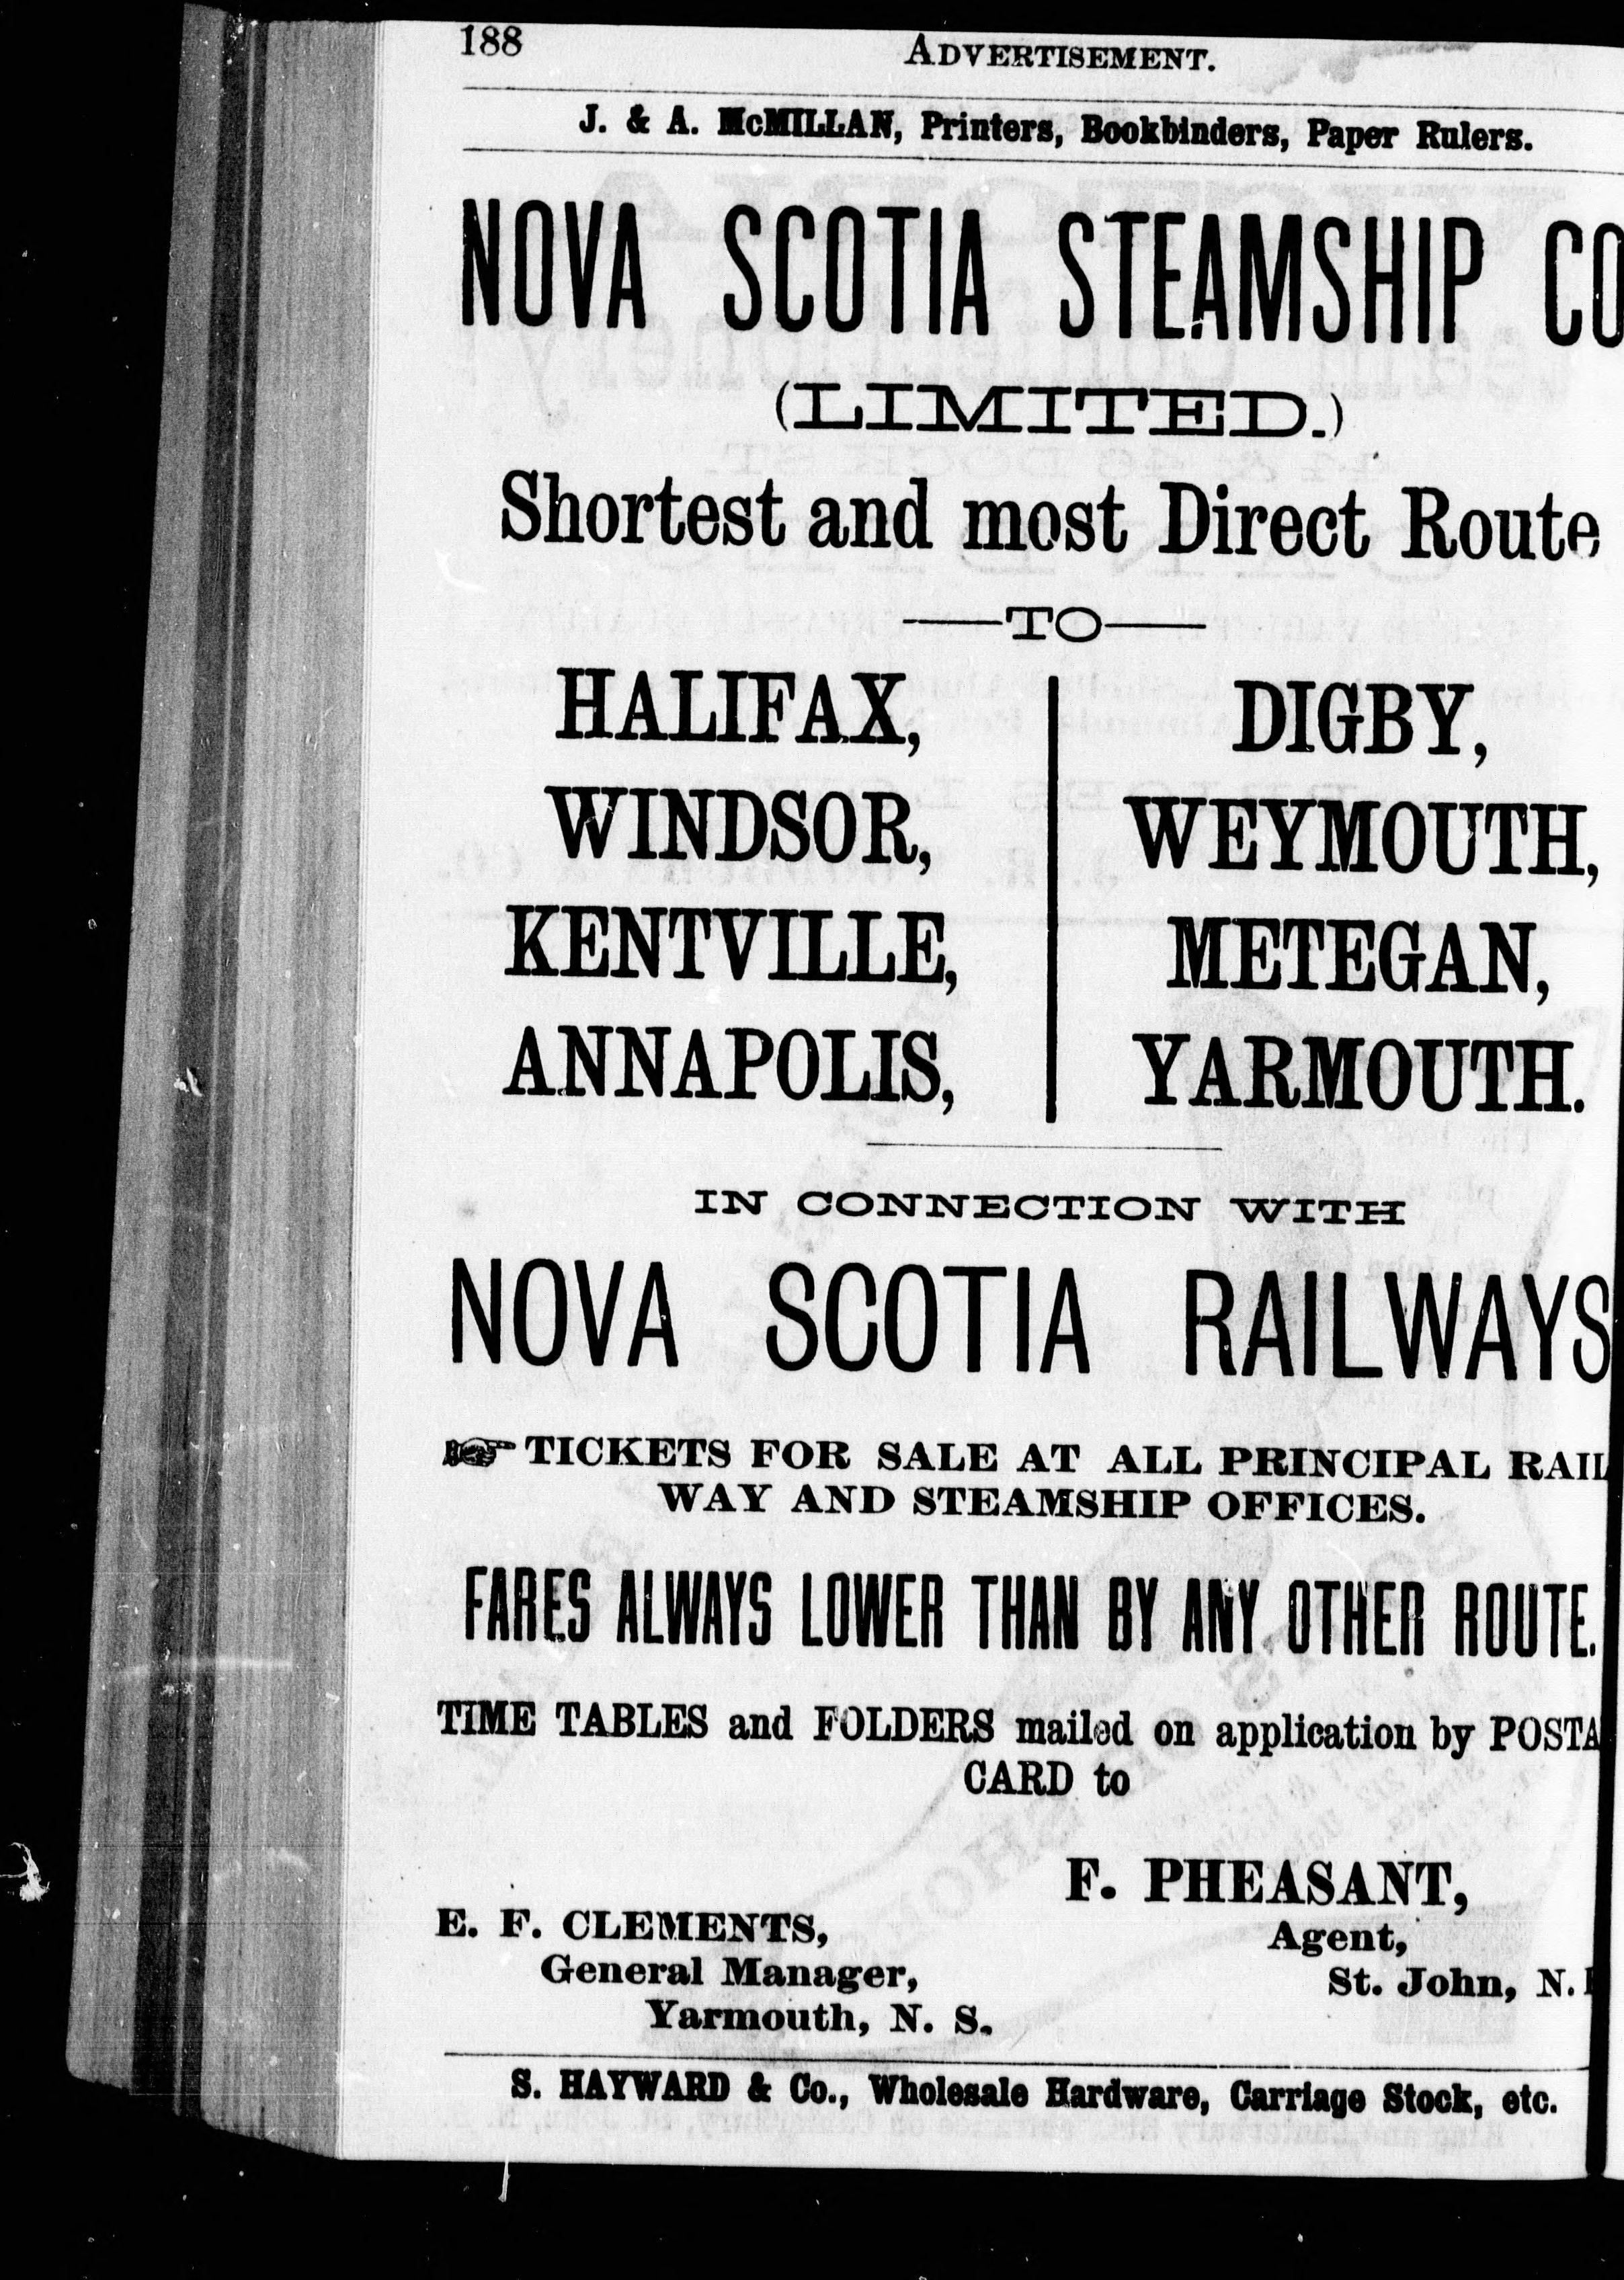 188
ADVERTISEMENT.
J. & A. McMILLAN, Printers, Bookbinders, Paper Rulers.
NOVA SCOTIA STEAMSHIP CO
(LIMITED.)
Shortest and most Direct Route
TO
HALIFAX,
WINDSOR,
KENTVILLE,
ANNAPOLIS,
DIGBY,
WEYMOUTH,
METEGAN,
YARMOUTH.
IN CONNECTION WITH
NOVA SCOTIA RAILWAYS
☞ TICKETS FOR SALE AT ALL PRINCIPAL RAIL
WAY AND STEAMSHIP OFFICES.
FARES ALWAYS LOWER THAN BY ANY OTHER ROUTE.
TIME TABLES and FOLDERS mailed on application by POSTA
CARD to
F. PHEASANT,
Agent,
St. John, N.
E. F. CLEMENTS,
General Manager,
Yarmouth, N. S.
S. HAYWARD & Co., Wholesale Hardware, Carriage Stock, etc.